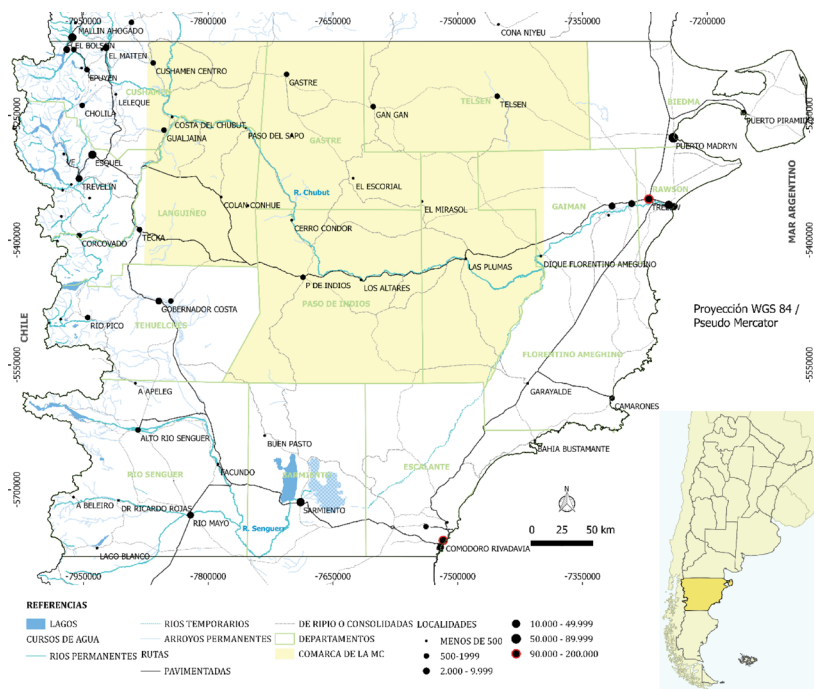 -7950000 -7800000 -7650000 -7500000 -7350000 -7200000
MALLIN AHOGADO
CONA NIYEU
EL BOLSON
EL MAITEN
CUSHAMEN CENTRO
EPUYEN
GASTRE
CUSHAMEN
LELEQUE
TELSEN
TELSEN
BIEDMA
CHOLILA
GAN GAN
COSTA DEL CHUBUT
PUERTO PIRAMID
GUALJAINA
PASO DEL SAPO
GASTRE
PUERTO MADRYN
ESQUEL
TREVELIN
EL ESCORIAL
R. Chubut
RAWSON
COLAN CONHUE
EL MIRASOL
GAIMAN
TRELEW
LANGUIÑEO
CERRO CONDOR
TECKA
CORCOVADO
-5400000
-5400000
MAR ARGENTINO
LAS PLUMAS
DIQUE FLORENTINO AMEGUINO
P DE INDIOS
LOS ALTARES
PASO DE INDIOS
GOBERNADOR COSTA
Proyección WGS 84 /
Pseudo Mercator
RIO PICO
TEHUELCHES
CHILE
FLORENTINO AMEGHINO
-5550000
-5550000
A APELEG
GARAYALDE
CAMARONES
ALTO RIO SENGUER
BUEN PASTO
BAHIA BUSTAMANTE
FACUNDO
RIO SENGUER
SARMIENTO
ESCALANTE
-5700000
A BELEIRO
DR RICARDO ROJAS
SARMIENTO
RIO MAYO
R. Senguerr
N
0 25 50 km
LAGO BLANCO
COMODORO RIVADAVIA
-7950000 -7800000 -7650000 -7500000 -7350000
REFERENCIAS
LAGOS
RIOS TEMPORARIOS
DE RIPIO O CONSOLIDADAS
LOCALIDADES
10.000 - 49.999
CURSOS DE AGUA
ARROYOS PERMANENTES
DEPARTAMENTOS
MENOS DE 500
50.000 - 89.999
RIOS PERMANENTES
RUTAS
COMARCA DE LA MC
500-1999
90.000 - 200.000
PAVIMENTADAS
2.000 - 9.999